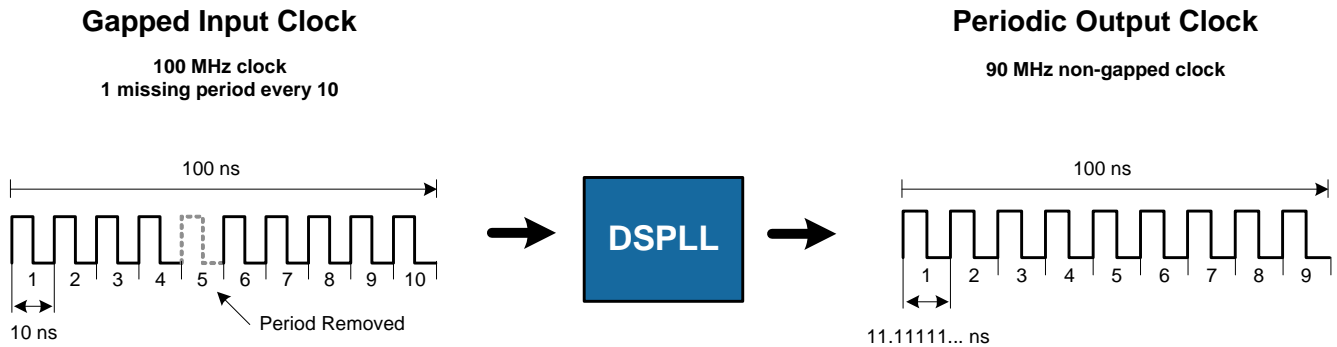 Gapped Input Clock
100 MHz clock
1 missing period every 10
100 ns
1 2 3 4 5 6 7 8 9 10
10 ns
Period Removed
DSPLL
Periodic Output Clock
90 MHz non-gapped clock
100 ns
1 2 3 4 5 6 7 8 9
11.11111... ns